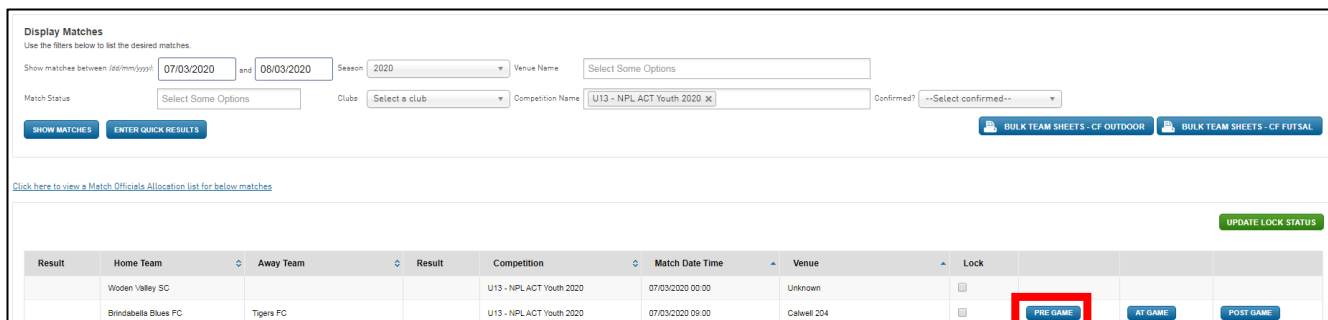 Display Matches
Use the filters below to list the desired matches.
Show matches between (dd/mm/yyyy): 07/03/2020 and 08/03/2020 Season 2020 Venue Name Select Some Options
Match Status Select Some Options Clubs Select a club Competition Name U13 - NPL ACT Youth 2020 x Confirmed? --Select confirmed--
SHOW MATCHES ENTER QUICK RESULTS BULK TEAM SHEETS - CF OUTDOOR BULK TEAM SHEETS - CF FUTSAL
Click here to view a Match Officials Allocation list for below matches
UPDATE LOCK STATUS
Result Home Team Away Team Result Competition Match Date Time Venue Lock
Woden Valley SC U13 - NPL ACT Youth 2020 07/03/2020 00:00 Unknown
Brindabella Blues FC Tigers FC U13 - NPL ACT Youth 2020 07/03/2020 09:00 Calwell 204 PRE GAME AT GAME POST GAME